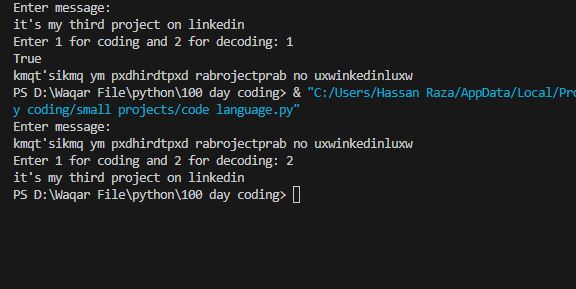 Enter message:
it's my third project on linkedin
Enter 1 for coding and 2 for decoding: 1
True
kmqt'sikmq ym pxdhirdtpxd rabrojectprab no uxwinkedinluxw
PS D:\Waqar File\python\100 day coding> & "C:/Users/Hassan Raza/AppData/Local/Pro
y coding/small projects/code language.py"
Enter message:
kmqt'sikmq ym pxdhirdtpxd rabrojectprab no uxwinkedinluxw
Enter 1 for coding and 2 for decoding: 2
it's my third project on linkedin
PS D:\Waqar File\python\100 day coding>